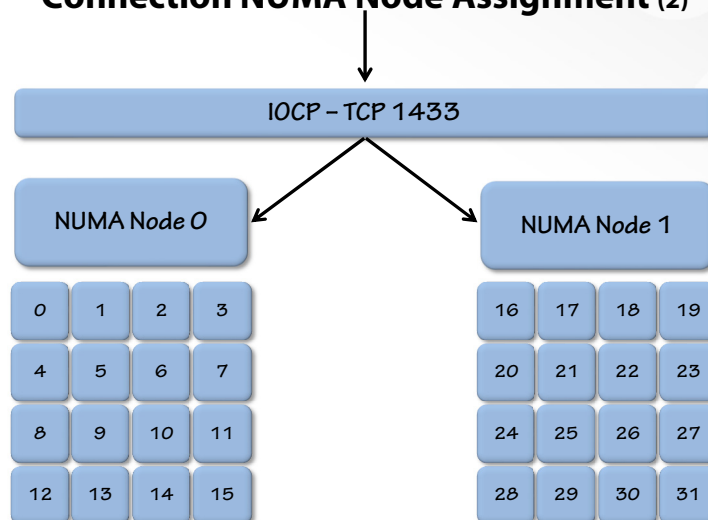 Connection NUMA Node Assignment (2)
IOCP – TCP 1433
NUMA Node 0
NUMA Node 1
0 1 2 3
16 17 18 19
4 5 6 7
20 21 22 23
8 9 10 11
24 25 26 27
12 13 14 15
28 29 30 31